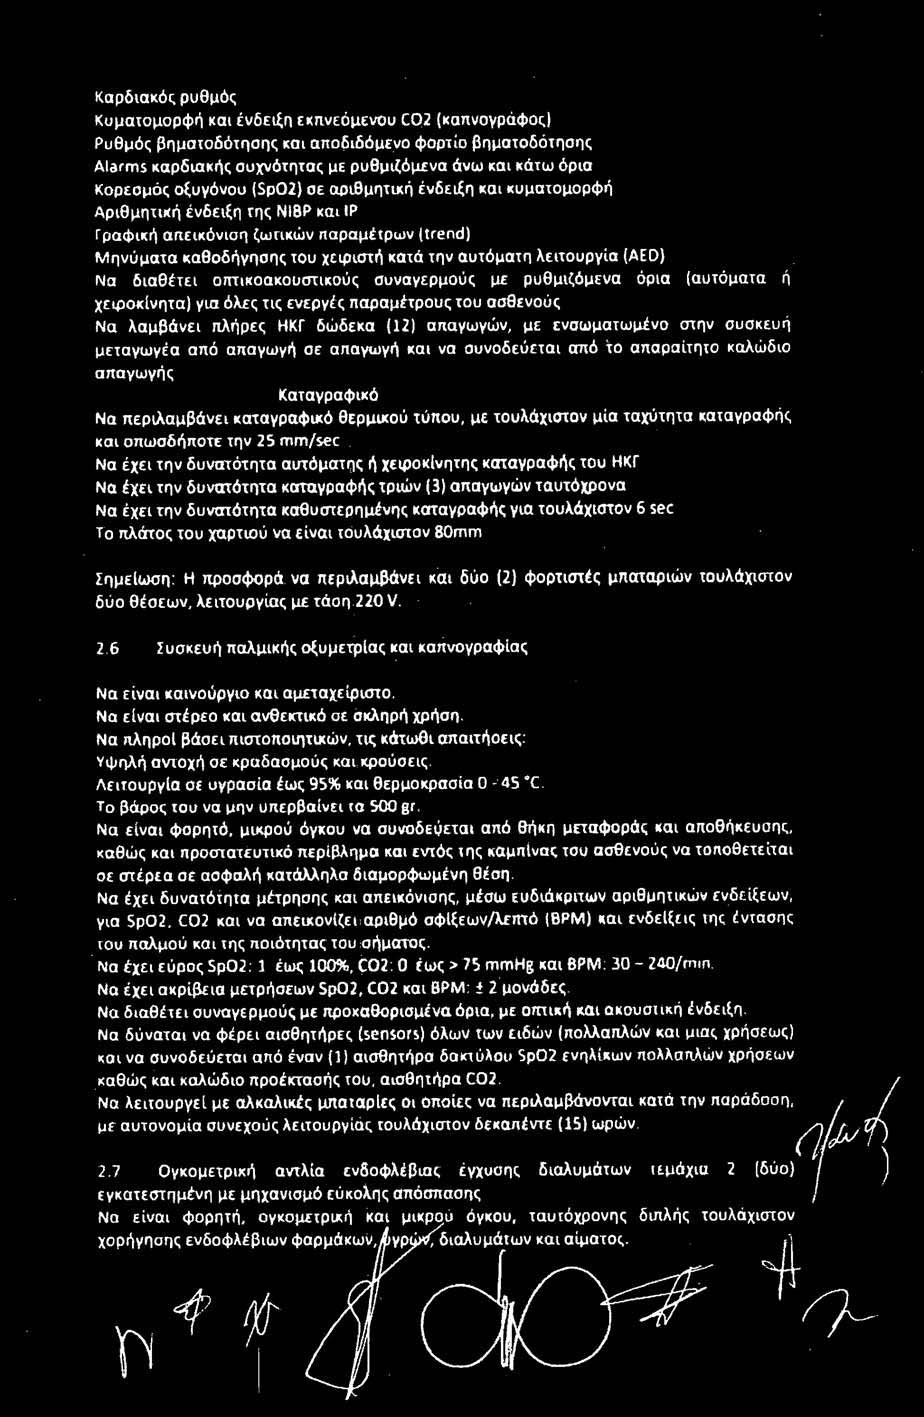 Καρδιακός ρυθμός
Κυματομορφή και ένδειξη εκπνεόμενου CO2 (καπνογράφος)
Ρυθμός βηματοδότησης και αποδιδόμενο φορτίο βηματοδότησης
Alarms καρδιακής συχνότητας με ρυθμιζόμενα άνω και κάτω όρια
Κορεσμός οξυγόνου (SpO2) σε αριθμητική ένδειξη και κυματομορφή
Αριθμητική ένδειξη της NIBP και IP
Γραφική απεικόνιση ζωτικών παραμέτρων (trend)
Μηνύματα καθοδήγησης του χειριστή κατά την αυτόματη λειτουργία (AED)
Να διαθέτει οπτικοακουστικούς συναγερμούς με ρυθμιζόμενα όρια (αυτόματα ή
χειροκίνητα) για όλες τις ενεργές παραμέτρους του ασθενούς
Να λαμβάνει πλήρες ΗΚΓ δώδεκα (12) απαγωγών, με ενσωματωμένο στην συσκευή
μεταγωγέα από απαγωγή σε απαγωγή και να συνοδεύεται από το απαραίτητο καλώδιο
απαγωγής
Καταγραφικό
Να περιλαμβάνει καταγραφικό θερμικού τύπου, με τουλάχιστον μία ταχύτητα καταγραφής
και οπωσδήποτε την 25 mm/sec .
Να έχει την δυνατότητα αυτόματης ή χειροκίνητης καταγραφής του ΗΚΓ
Να έχει την δυνατότητα καταγραφής τριών (3) απαγωγών ταυτόχρονα
Να έχει την δυνατότητα καθυστερημένης καταγραφής για τουλάχιστον 6 sec
Το πλάτος του χαρτιού να είναι τουλάχιστον 80mm
Σημείωση: Η προσφορά να περιλαμβάνει και δύο (2) φορτιστές μπαταριών τουλάχιστον
δύο θέσεων, λειτουργίας με τάση 220 V.
2.6 Συσκευή παλμικής οξυμετρίας και καπνογραφίας
Να είναι καινούργιο και αμεταχείριστο.
Να είναι στέρεο και ανθεκτικό σε σκληρή χρήση.
Να πληροί βάσει πιστοποιητικών, τις κάτωθι απαιτήσεις:
Υψηλή αντοχή σε κραδασμούς και κρούσεις.
Λειτουργία σε υγρασία έως 95% και θερμοκρασία 0 - 45 °C.
Το βάρος του να μην υπερβαίνει τα 500 gr.
Να είναι φορητό, μικρού όγκου να συνοδεύεται από θήκη μεταφοράς και αποθήκευσης,
καθώς και προστατευτικό περίβλημα και εντός της καμπίνας του ασθενούς να τοποθετείται
σε στέρεα σε ασφαλή κατάλληλα διαμορφωμένη θέση.
Να έχει δυνατότητα μέτρησης και απεικόνισης, μέσω ευδιάκριτων αριθμητικών ενδείξεων,
για SpO2, CO2 και να απεικονίζει αριθμό σφίξεων/λεπτό (BPM) και ενδείξεις της έντασης
του παλμού και της ποιότητας του σήματος.
Να έχει εύρος SpO2: 1 έως 100%, CO2: 0 έως > 75 mmHg και BPM: 30 – 240/min.
Να έχει ακρίβεια μετρήσεων SpO2, CO2 και BPM: ± 2 μονάδες.
Να διαθέτει συναγερμούς με προκαθορισμένα όρια, με οπτική και ακουστική ένδειξη.
Να δύναται να φέρει αισθητήρες (sensors) όλων των ειδών (πολλαπλών και μιας χρήσεως)
και να συνοδεύεται από έναν (1) αισθητήρα δακτύλου SpO2 ενηλίκων πολλαπλών χρήσεων
καθώς και καλώδιο προέκτασής του, αισθητήρα CO2.
Να λειτουργεί με αλκαλικές μπαταρίες οι οποίες να περιλαμβάνονται κατά την παράδοση,
με αυτονομία συνεχούς λειτουργίας τουλάχιστον δεκαπέντε (15) ωρών.
2.7 Ογκομετρική αντλία ενδοφλέβιας έγχυσης διαλυμάτων τεμάχια 2 (δύο)
εγκατεστημένη με μηχανισμό εύκολης απόσπασης
Να είναι φορητή, ογκομετρική και μικρού όγκου, ταυτόχρονης διπλής τουλάχιστον
χορήγησης ενδοφλέβιων φαρμάκων, υγρών, διαλυμάτων και αίματος.